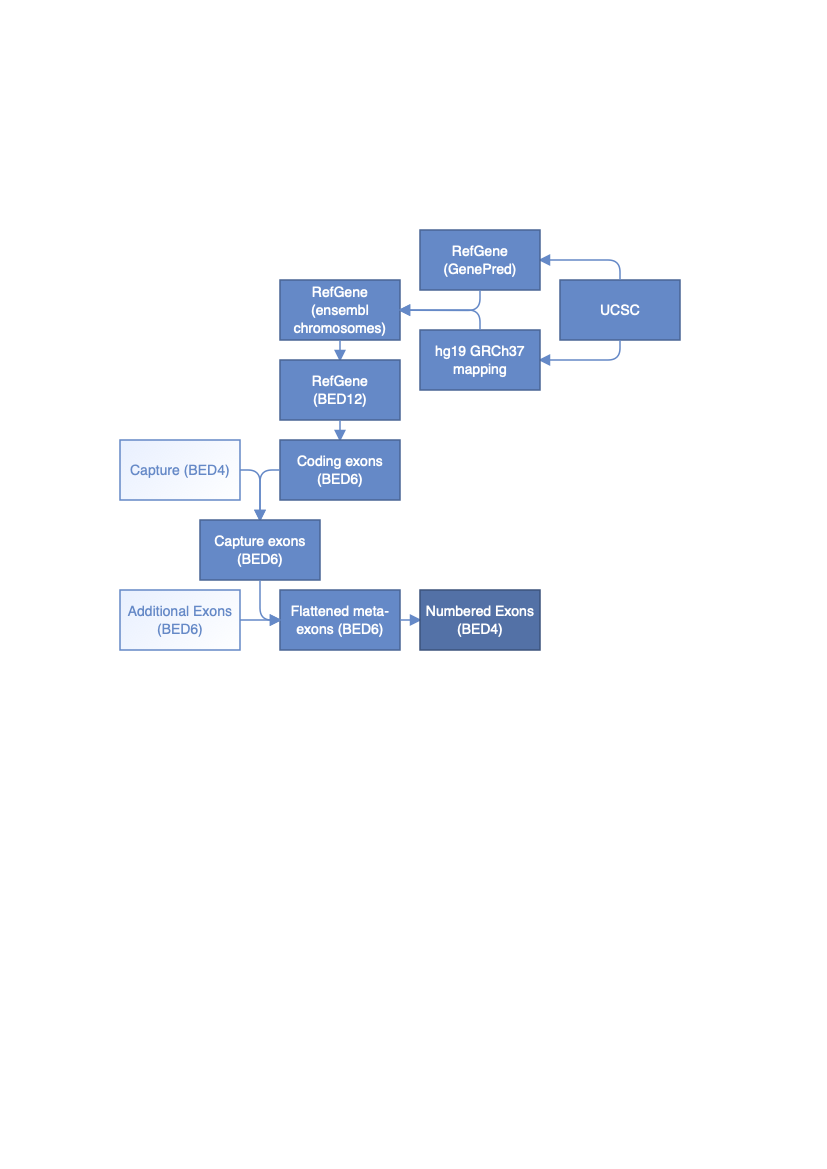 RefGene
(GenePred)
RefGene
(ensembl
chromosomes)
UCSC
hg19 GRCh37
mapping
RefGene
(BED12)
Capture (BED4)
Coding exons
(BED6)
Capture exons
(BED6)
Additional Exons
(BED6)
Flattened meta-
exons (BED6)
Numbered Exons
(BED4)